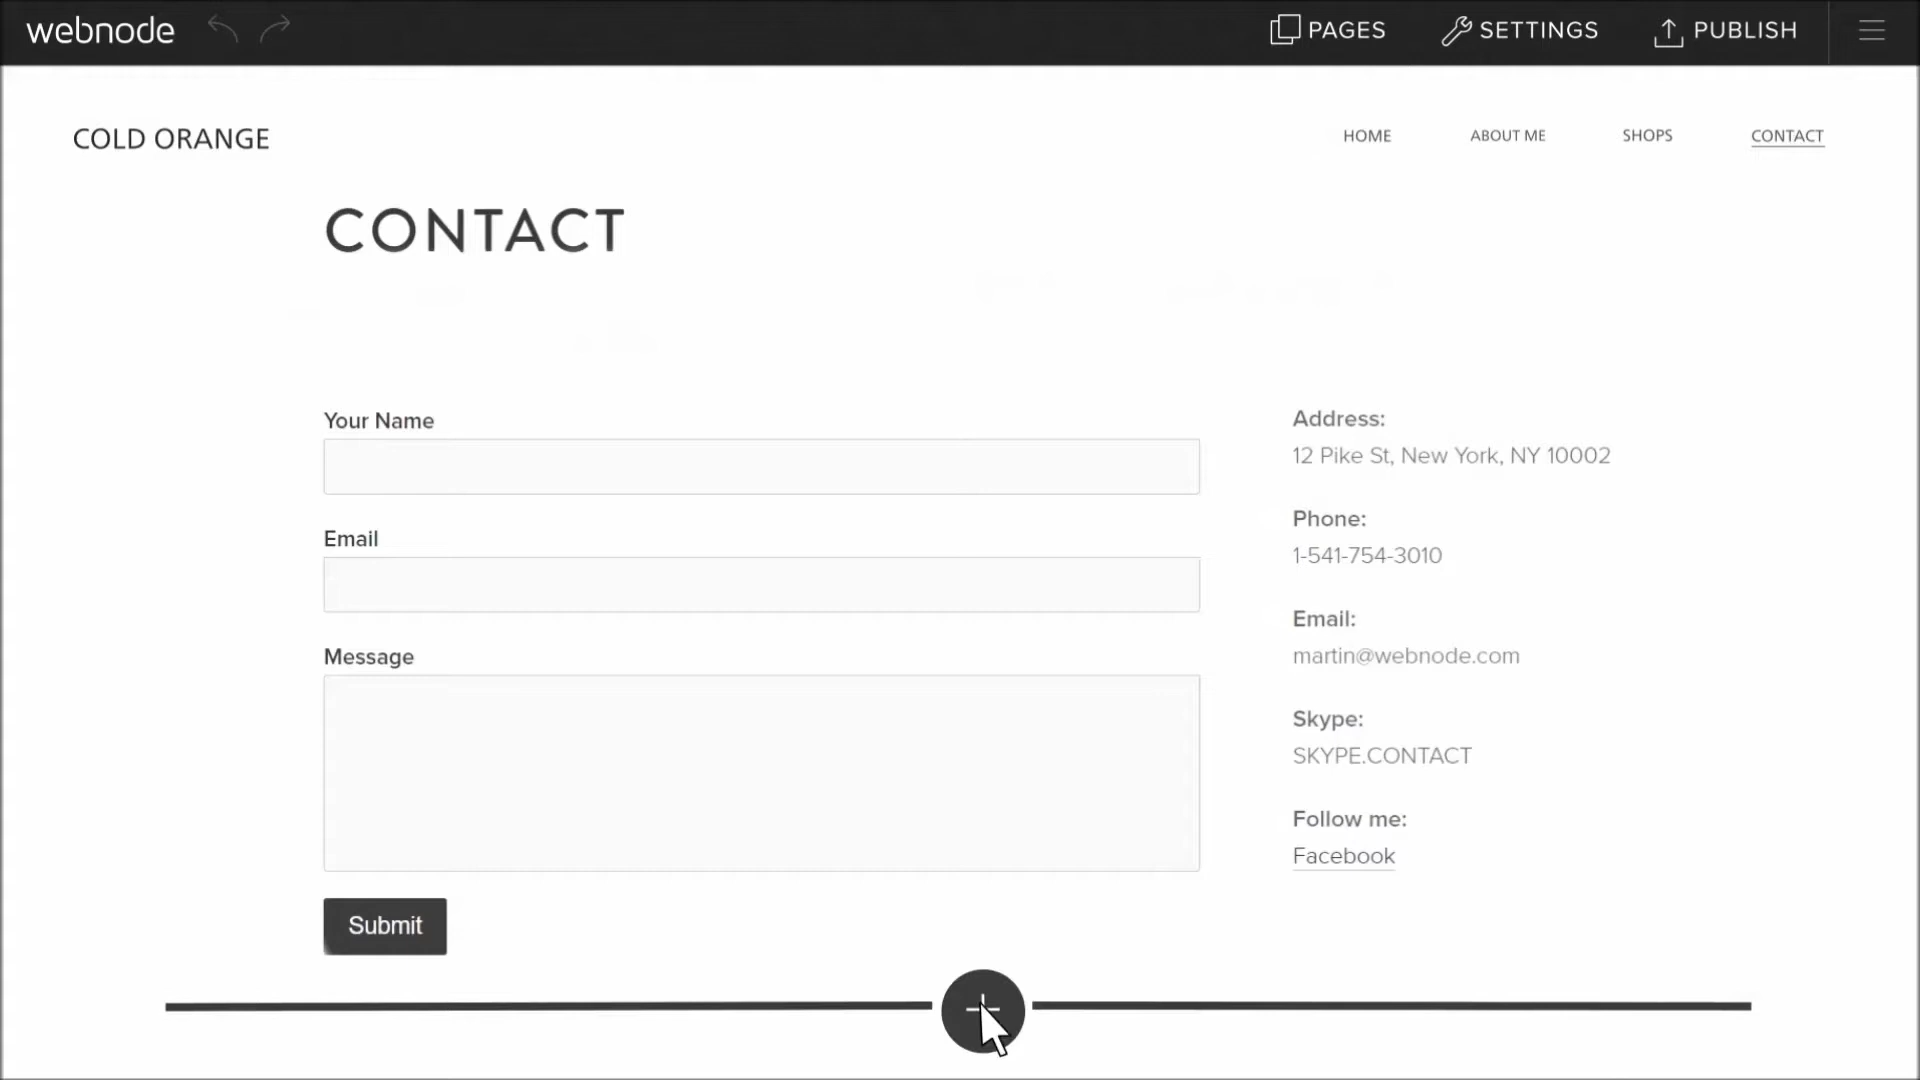 webnode
PAGES
SETTINGS
PUBLISH
COLD ORANGE
HOME
ABOUT ME
SHOPS
CONTACT
CONTACT
Your Name
Email
Message
Submit
Address:
12 Pike St, New York, NY 10002
Phone:
1-541-754-3010
Email:
martin@webnode.com
Skype:
SKYPE.CONTACT
Follow me:
Facebook